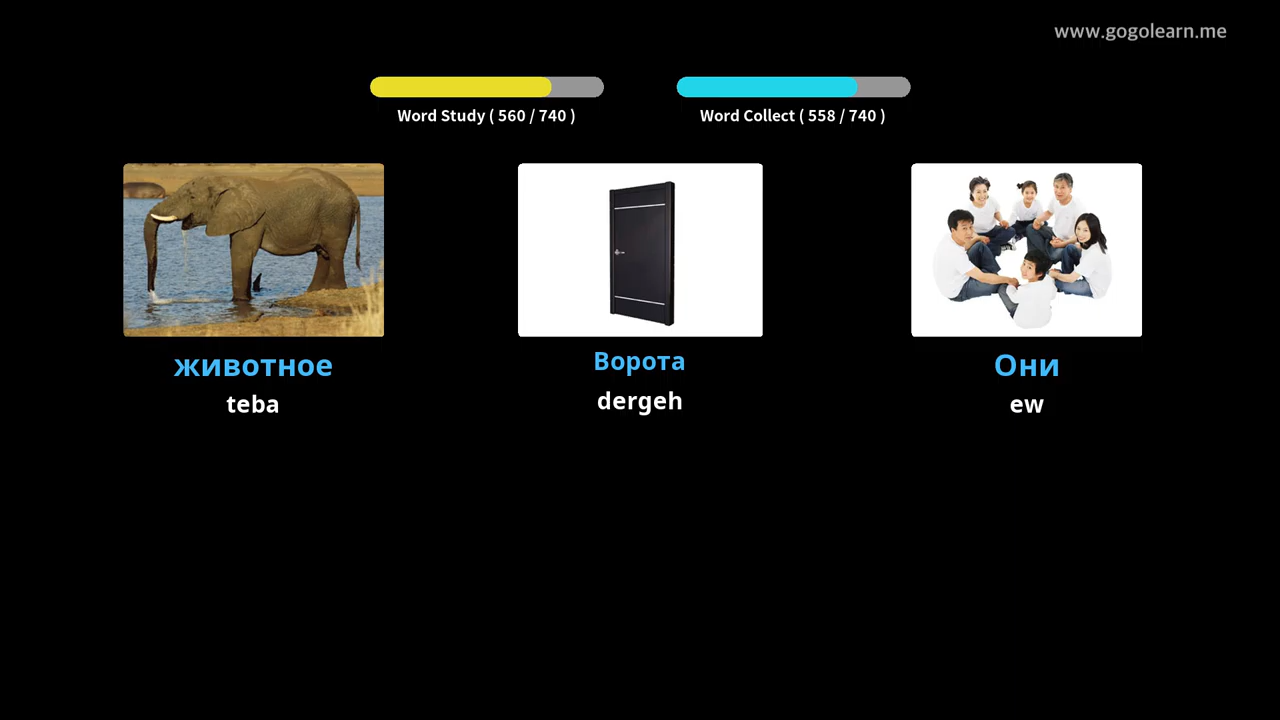 www.gogolearn.me
Word Study ( 560 / 740 )
Word Collect ( 558 / 740 )
животное
teba
Ворота
dergeh
Они
ew